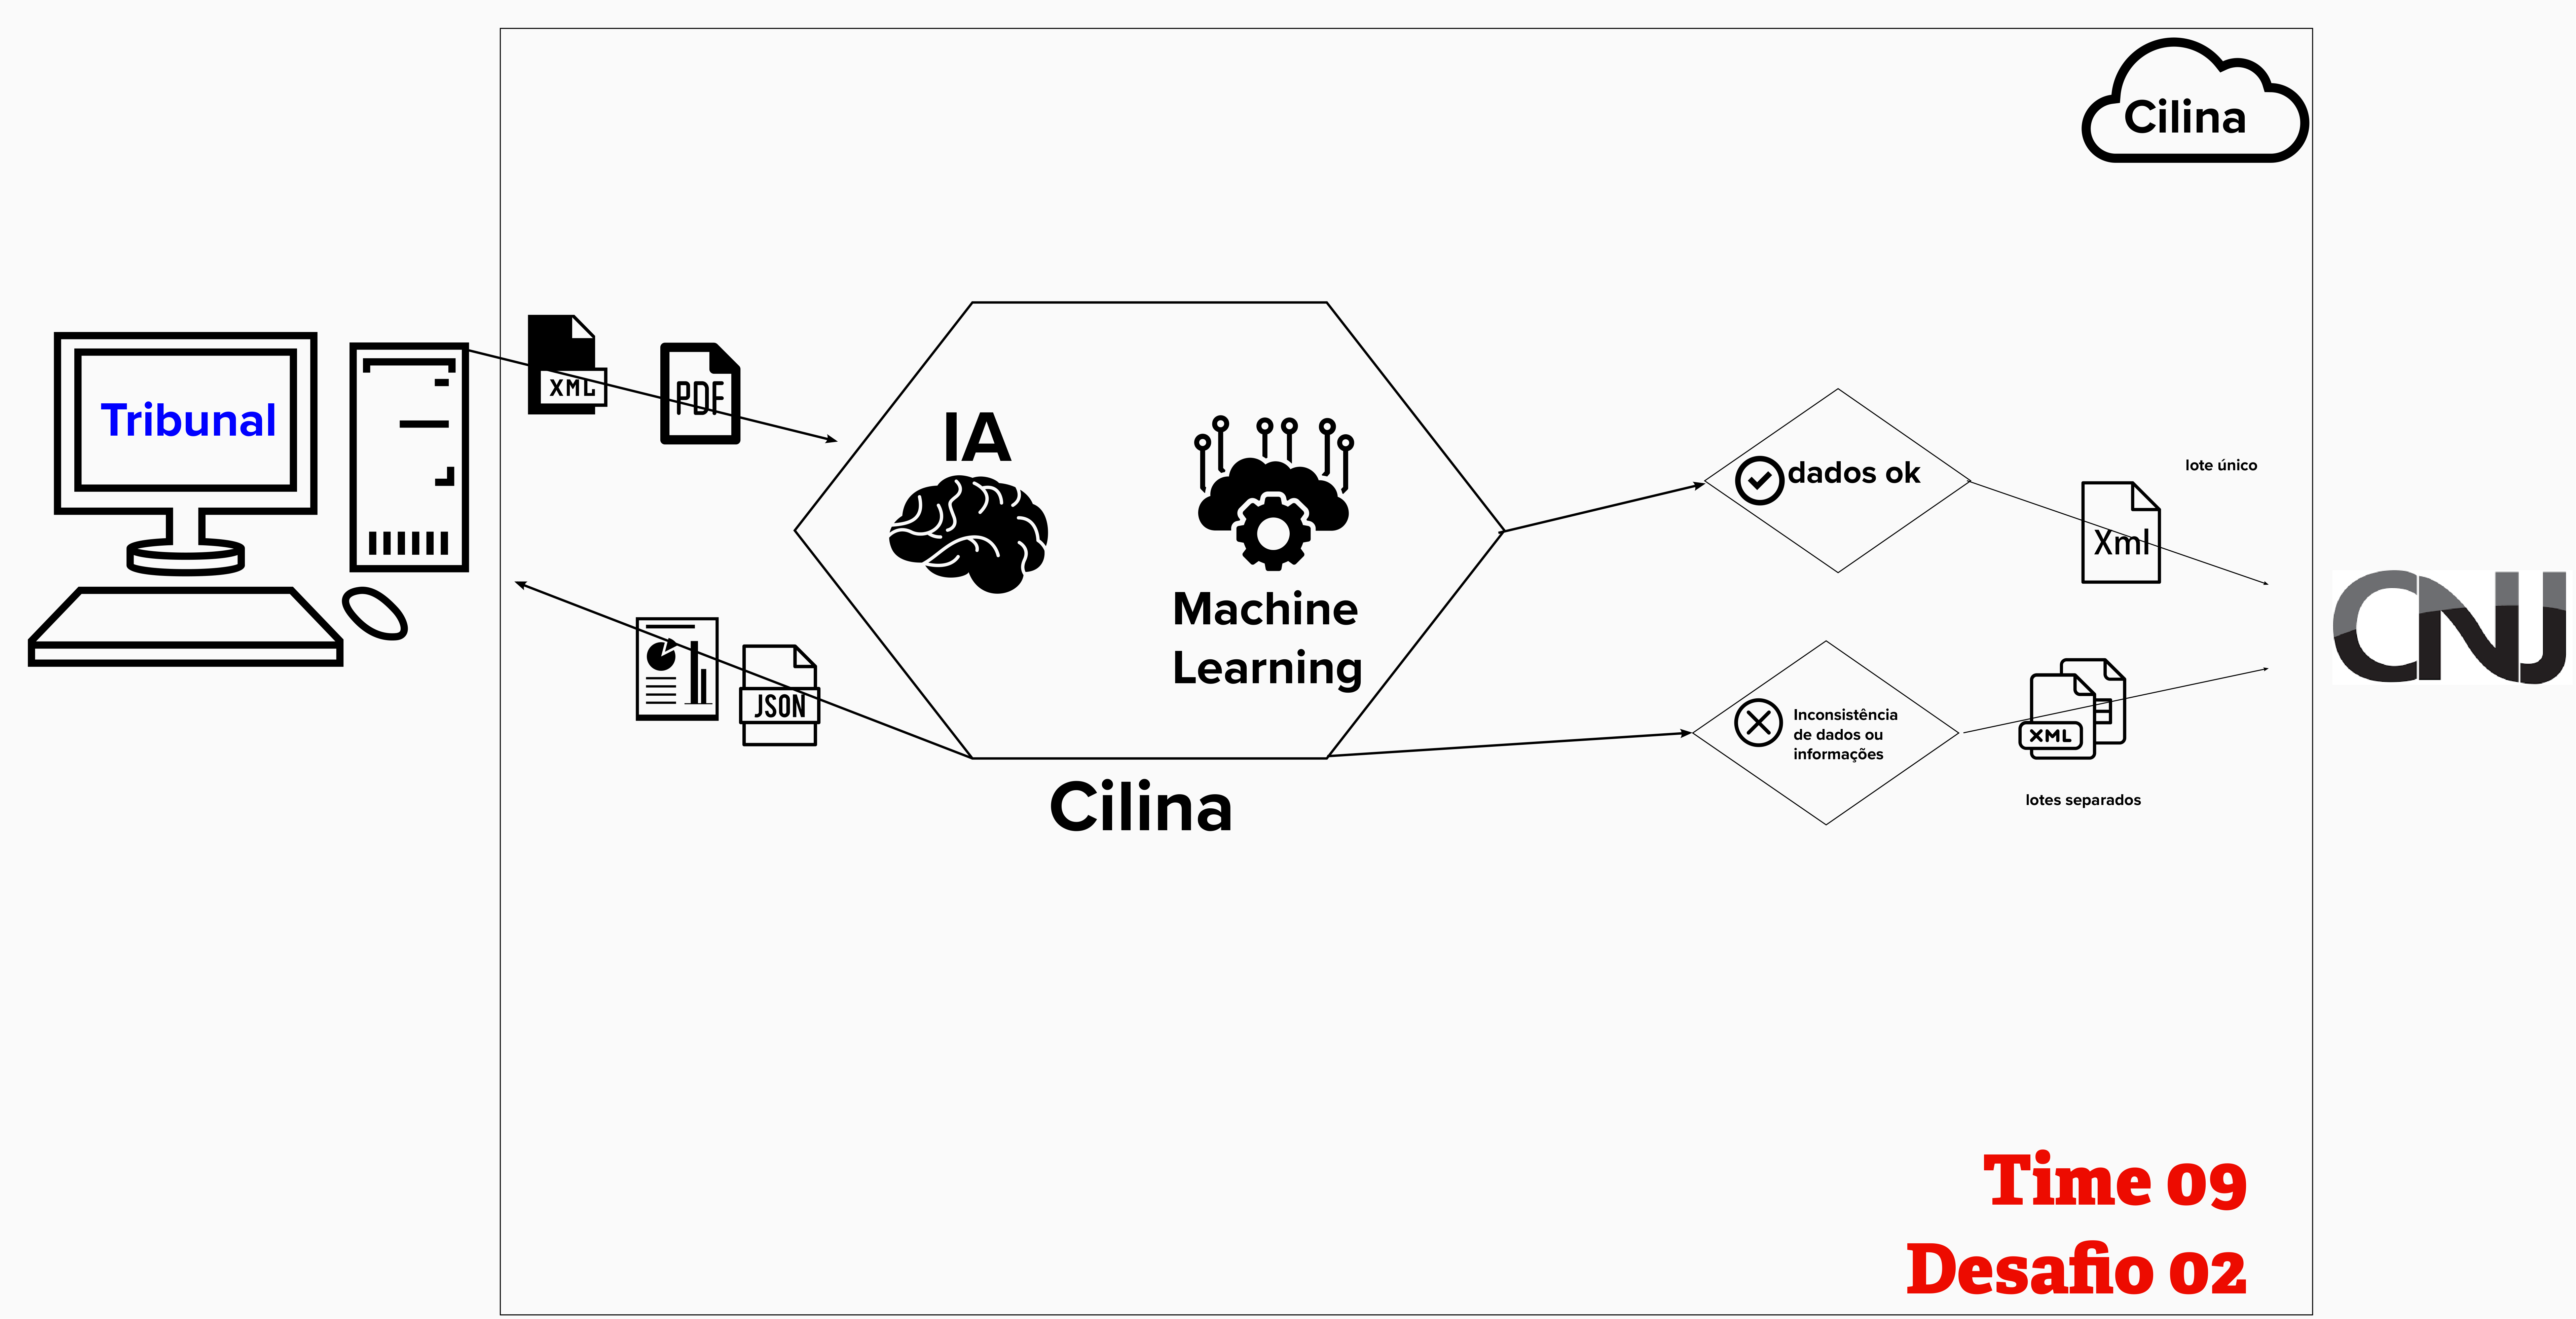 Cilina
Tribunal
XML
PDF
IA
Machine
Learning
JSON
Cilina
dados ok
lote único
Xml
Inconsistência
de dados ou
informações
XML
lotes separados
CNJ
Time 09
Desafio 02